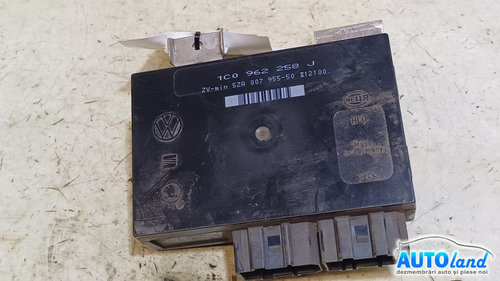 1C0 962 258 J
ZV-min 5ZA 007 955-50 Z12100
HELLA
AUTOland
dezmembrări auto și piese noi